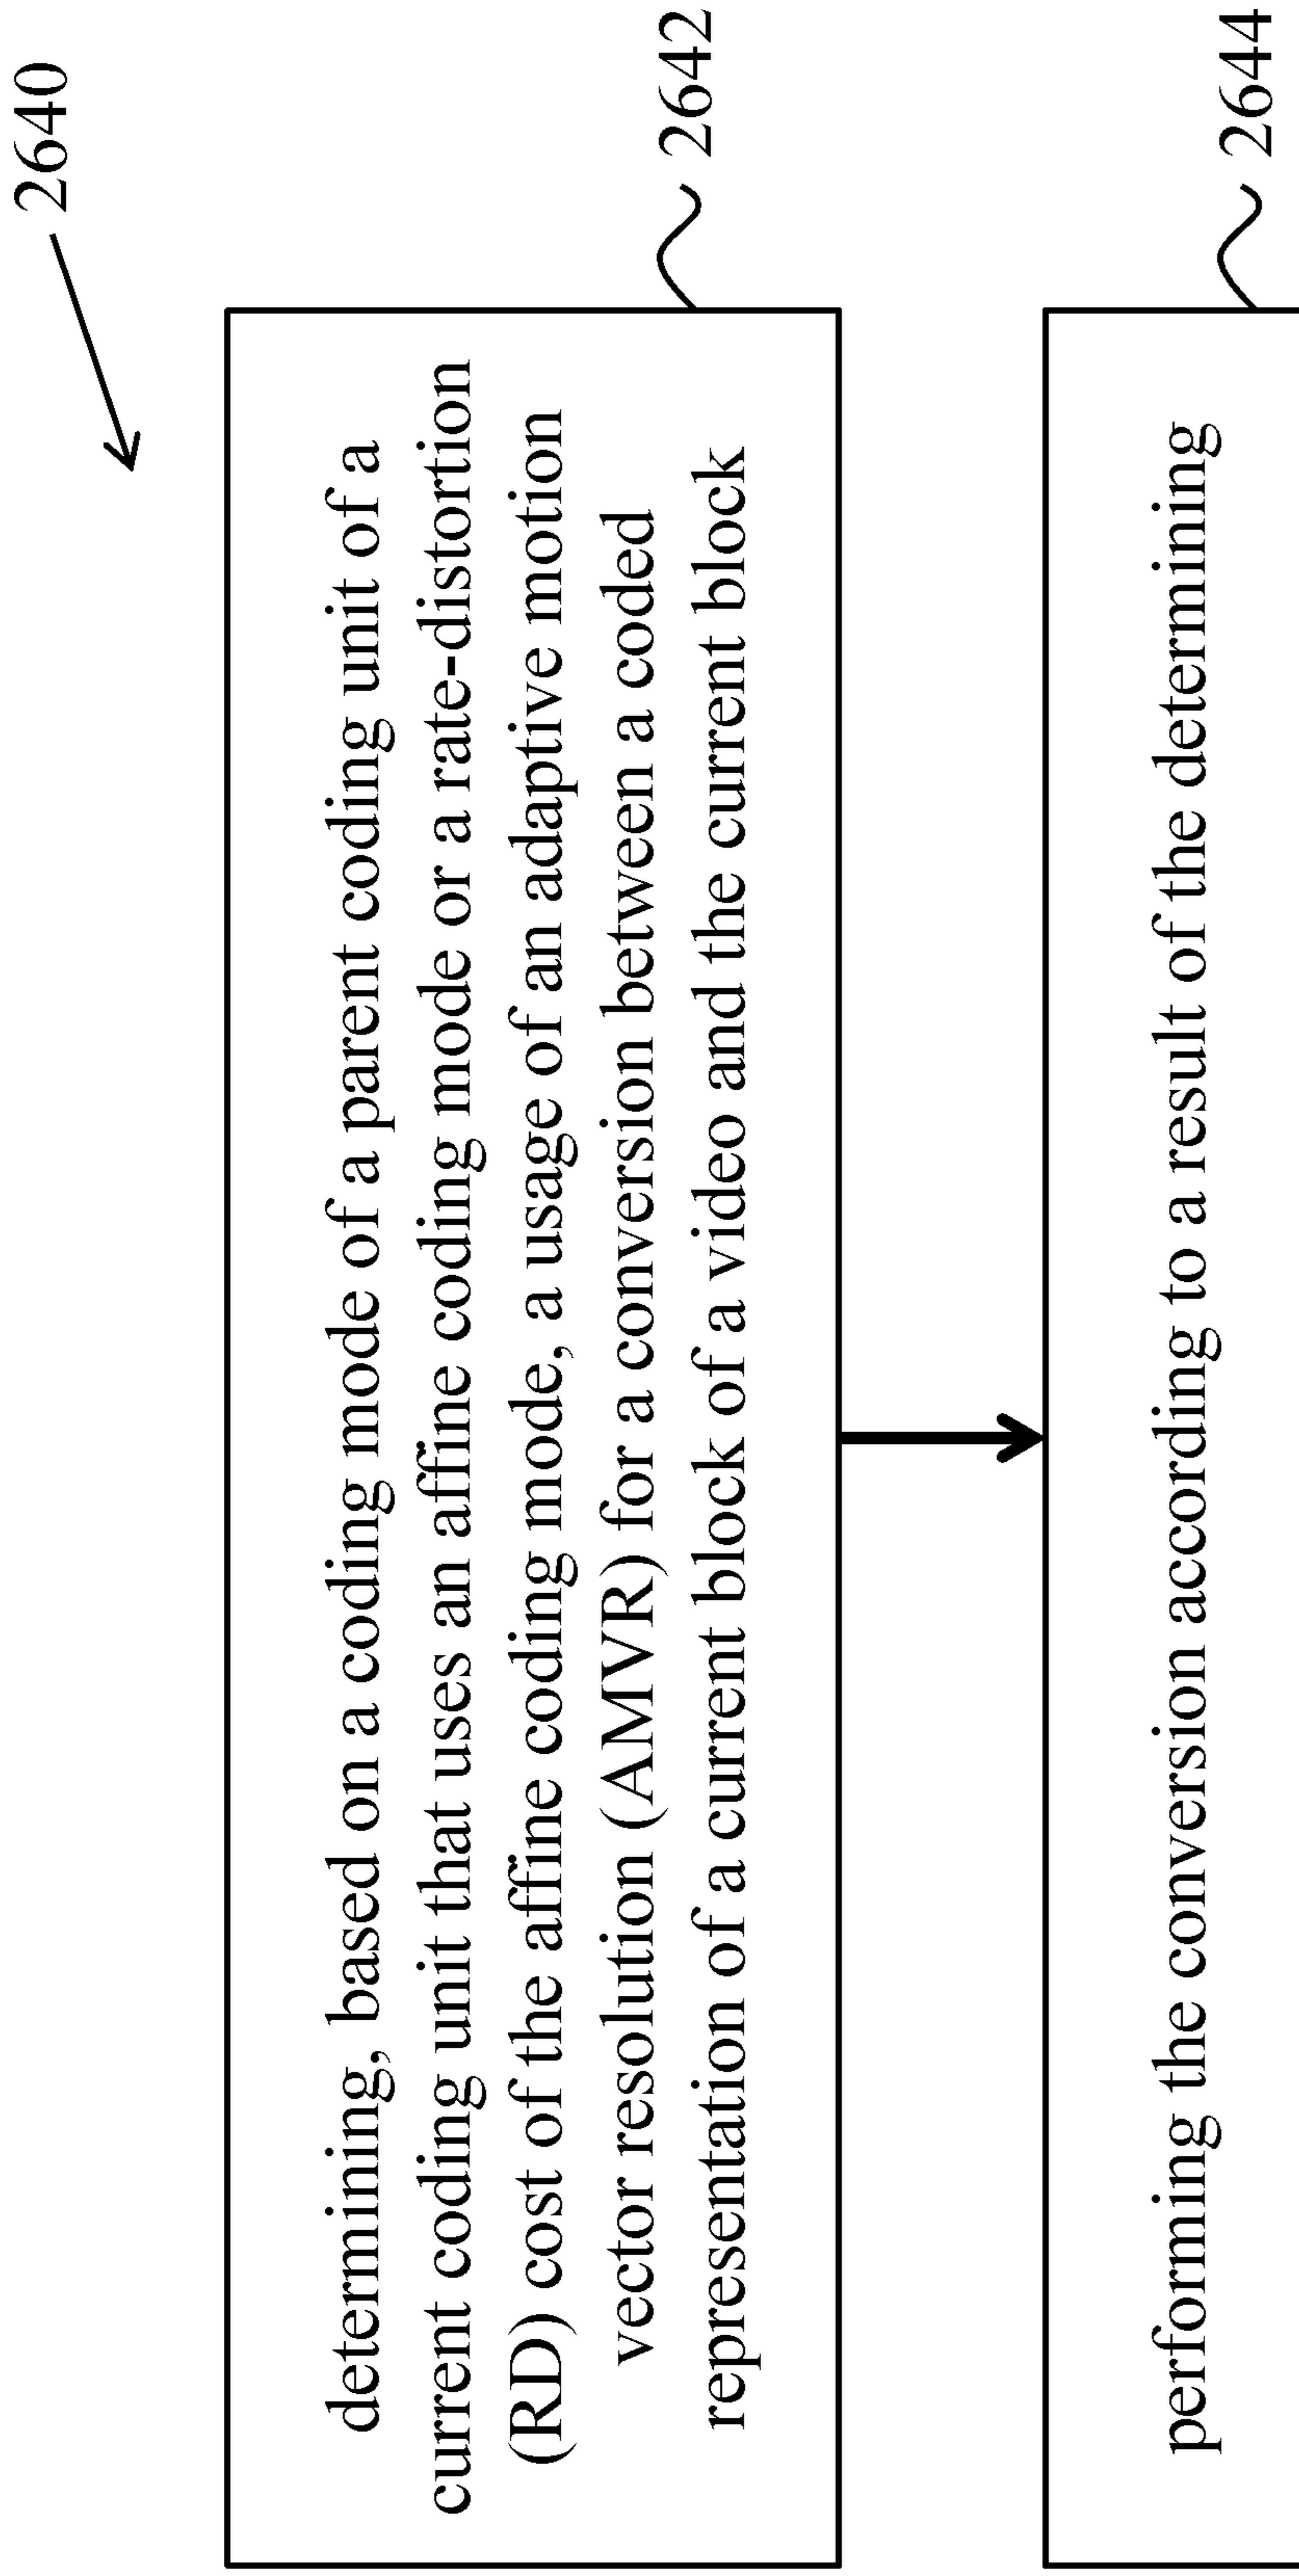 2640
determining, based on a coding mode of a parent coding unit of a
current coding unit that uses an affine coding mode or a rate-distortion
(RD) cost of the affine coding mode, a usage of an adaptive motion
vector resolution (AMVR) for a conversion between a coded
representation of a current block of a video and the current block
2642
performing the conversion according to a result of the determining
2644